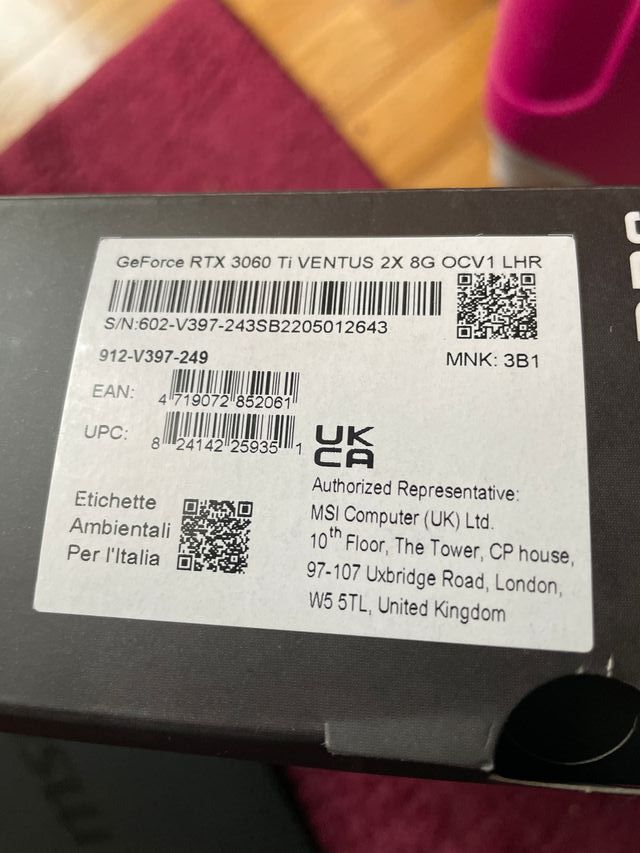 GeForce RTX 3060 Ti VENTUS 2X 8G OCV1 LHR
S/N:602-V397-243SB2205012643
912-V397-249
MNK: 3B1
EAN:
4 719072 852061
UPC:
8 24142 25935 1
UK
CA
Etichette
Ambientali
Per l'Italia
Authorized Representative:
MSI Computer (UK) Ltd.
10th Floor, The Tower, CP house,
97-107 Uxbridge Road, London,
W5 5TL, United Kingdom
ms